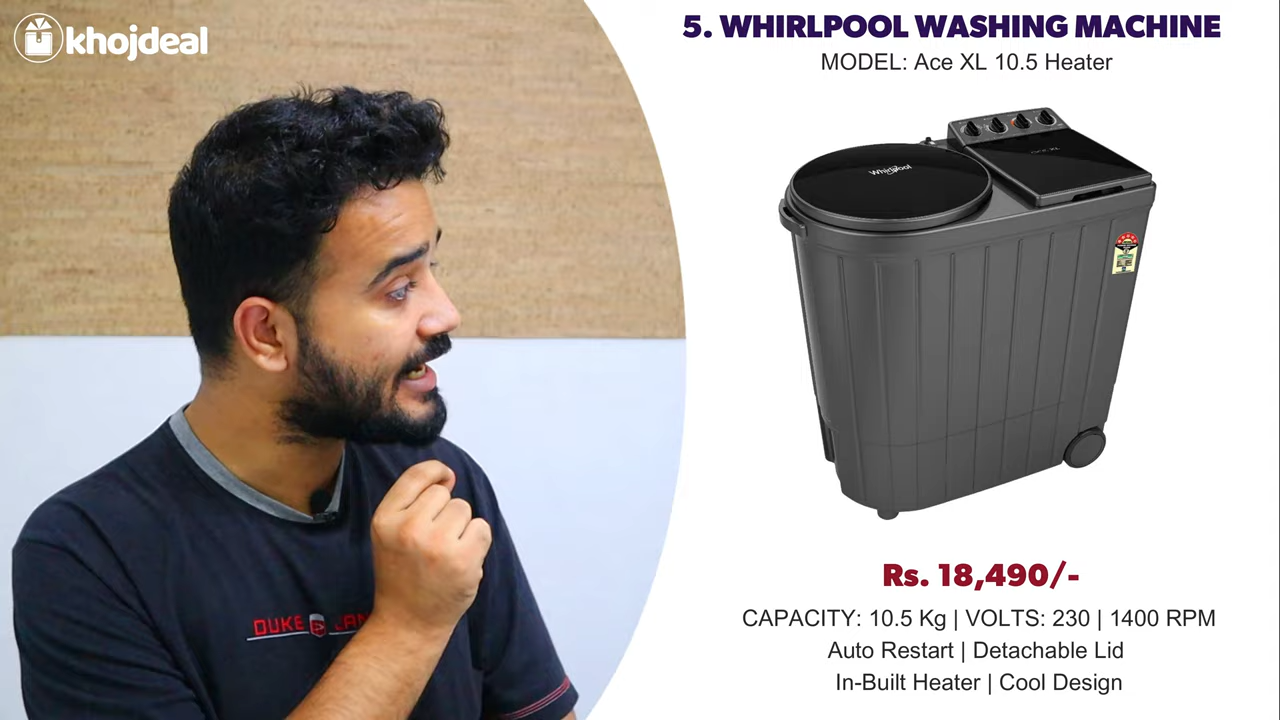 khojdeal
5. WHIRLPOOL WASHING MACHINE
MODEL: Ace XL 10.5 Heater
Whirlpool
DUKE
Rs. 18,490/-
CAPACITY: 10.5 Kg | VOLTS: 230 | 1400 RPM
Auto Restart | Detachable Lid
In-Built Heater | Cool Design